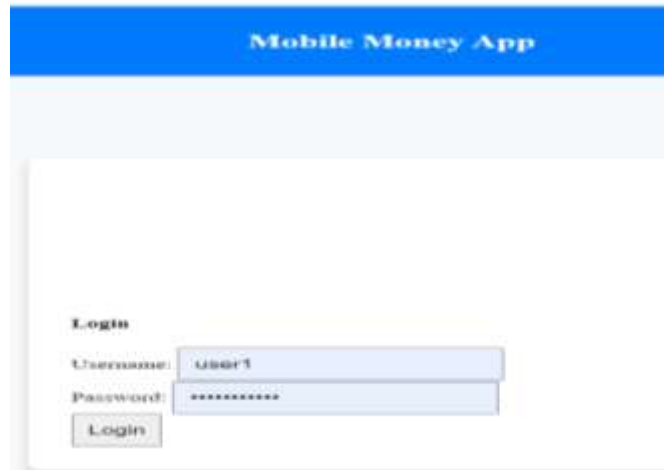 Mobile Money App
Login
Username: user1
Password: •••••••••••
Login